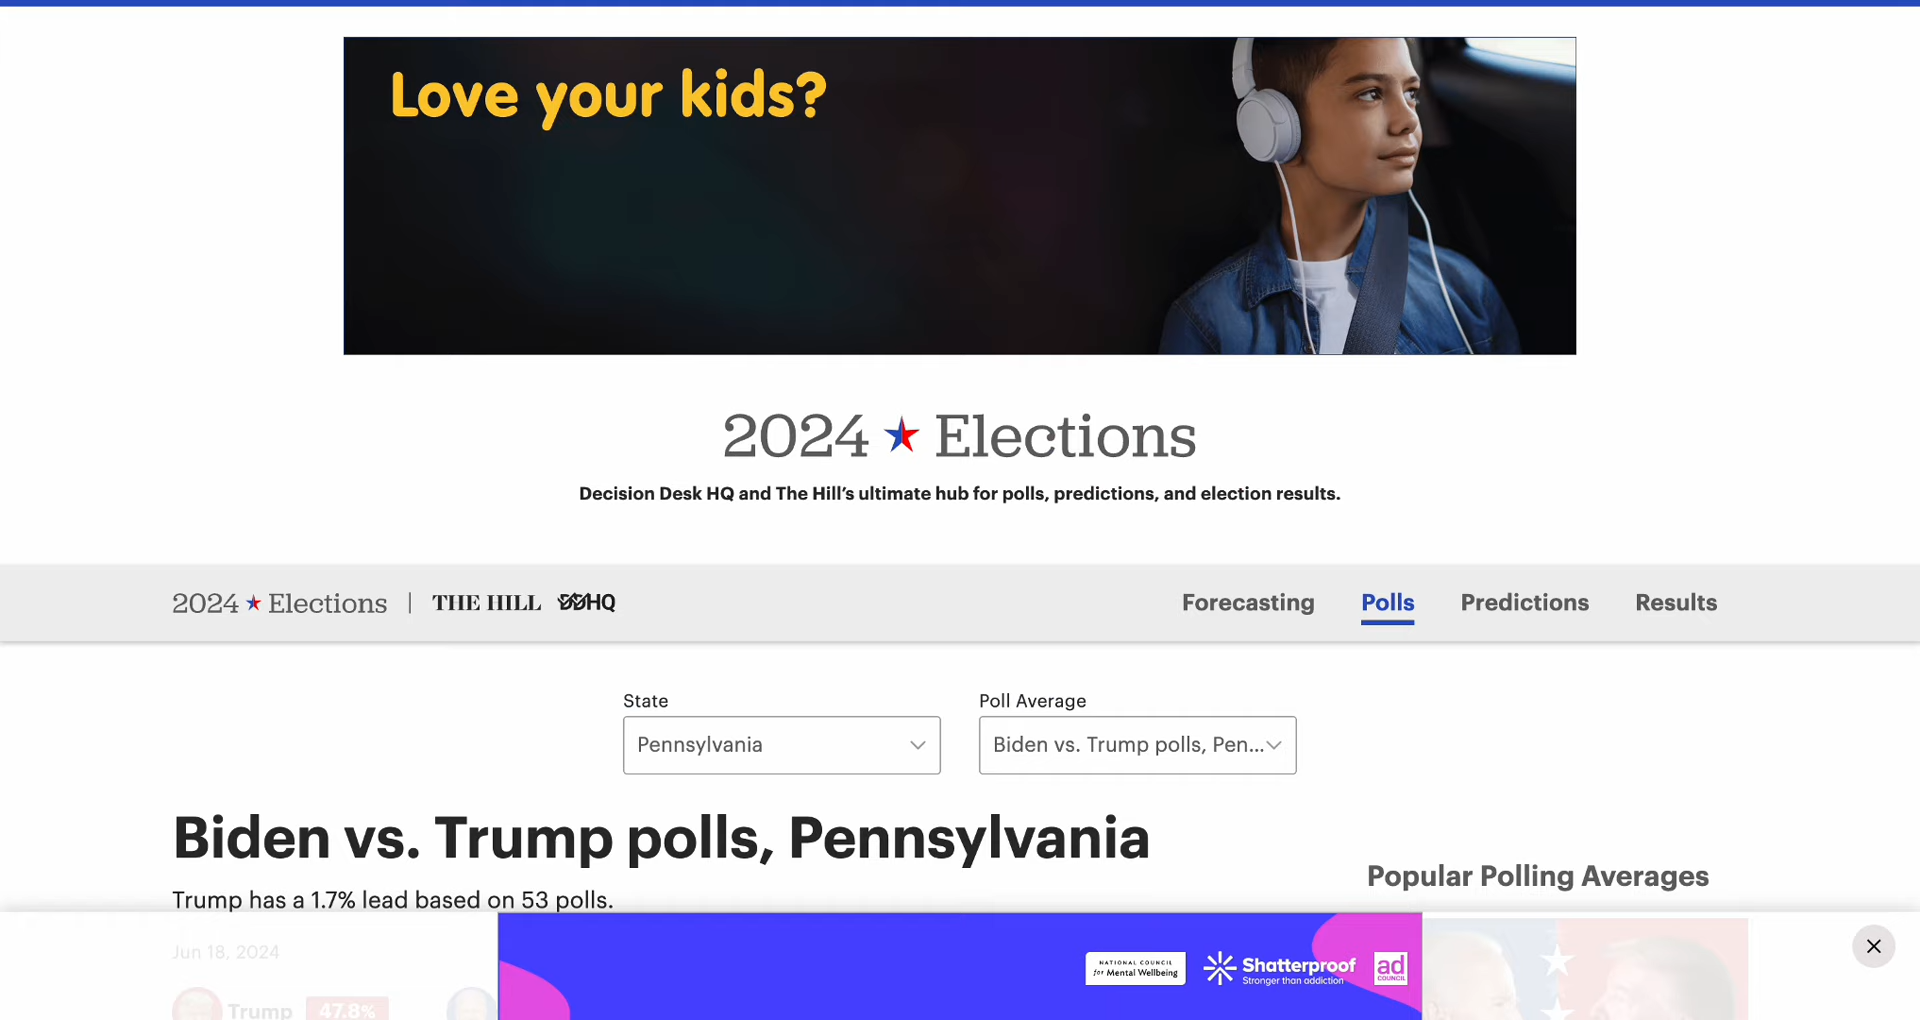 Love your kids?
2024 Elections
Decision Desk HQ and The Hill's ultimate hub for polls, predictions, and election results.
2024 Elections | THE HILL DDHQ Forecasting Polls Predictions Results
State Poll Average
Pennsylvania Biden vs. Trump polls, Pen...
Biden vs. Trump polls, Pennsylvania
Popular Polling Averages
Trump has a 1.7% lead based on 53 polls.
Jun 18, 2024
NATIONAL COUNCIL
for Mental Wellbeing
Shatterproof
Stronger than addiction
ad
COUNCIL
Trump 47.8%